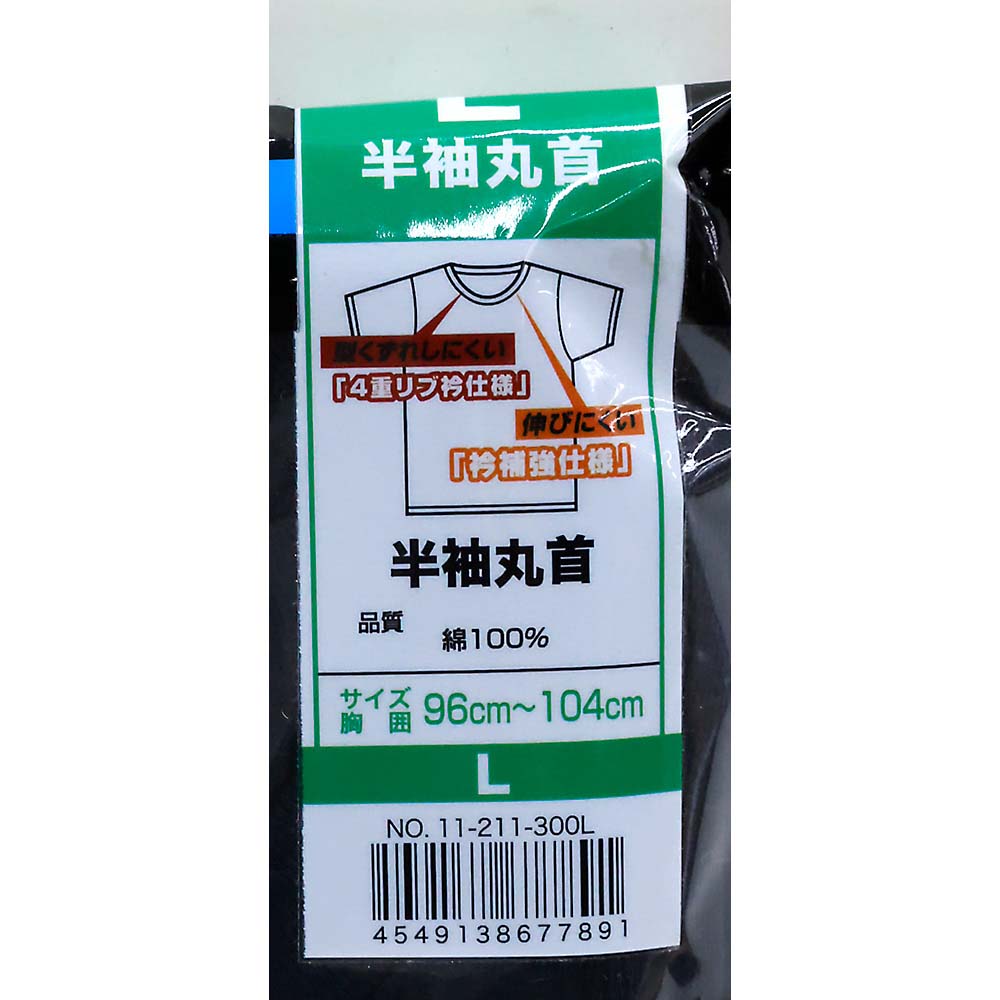 L
半袖丸首
型くずれしにくい
「4重リブ衿仕様」
伸びにくい
「衿補強仕様」
半袖丸首
品質 綿100%
サイズ
胸囲 96cm～104cm
L
NO. 11-211-300L
4549138677891